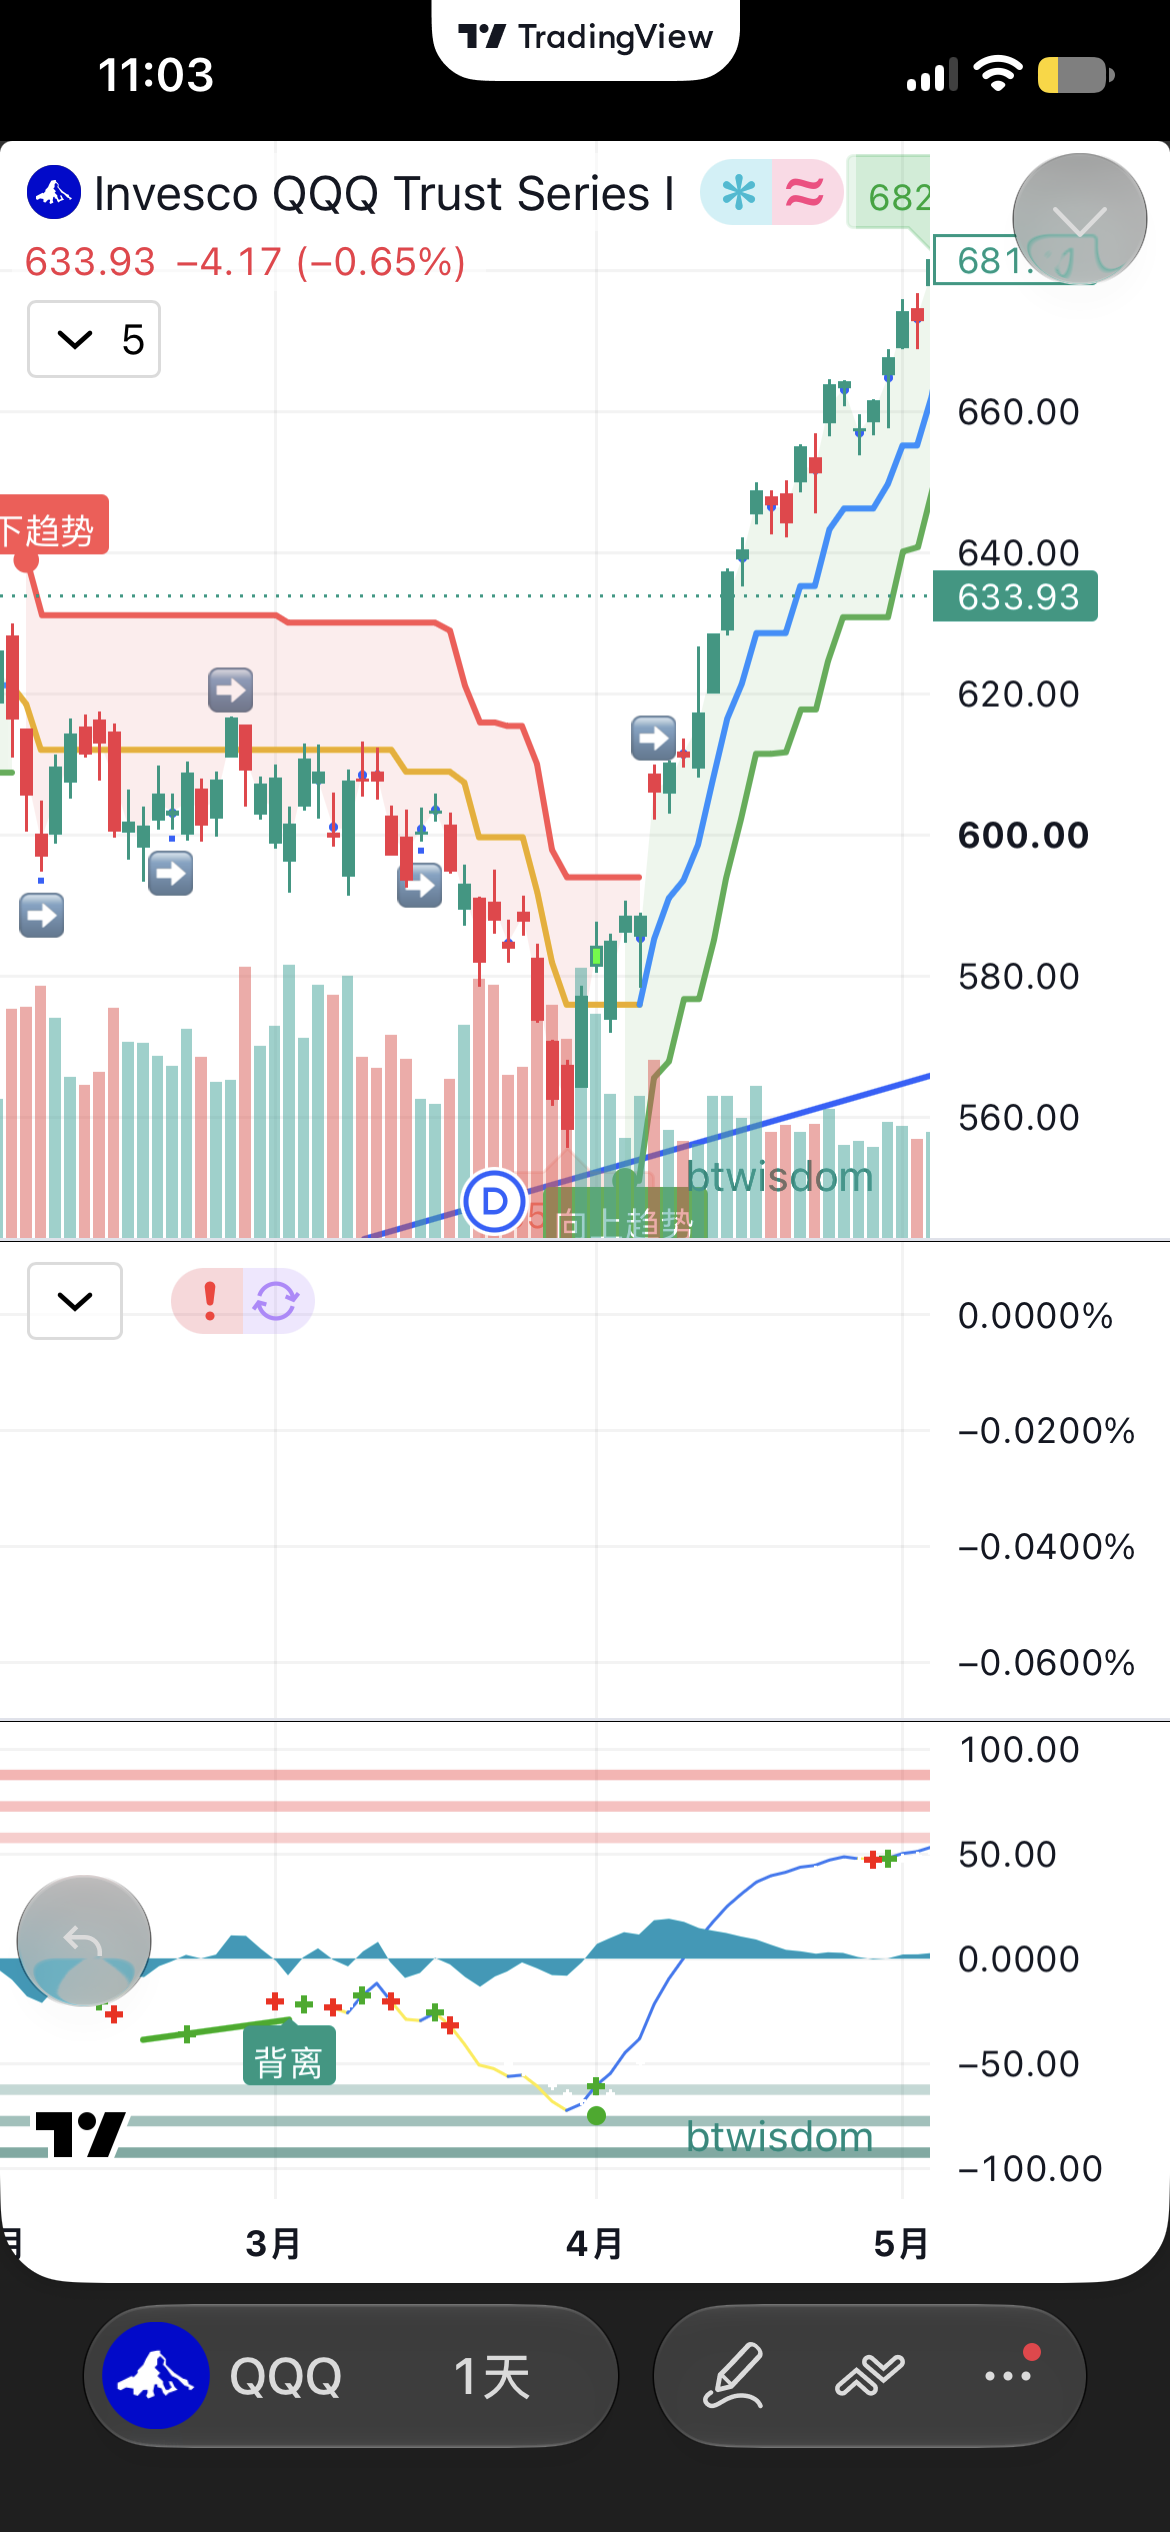 TradingView
11:03
Invesco QQQ Trust Series I
682
633.93 −4.17 (−0.65%)
681.
5
660.00
下趋势
640.00
633.93
620.00
600.00
580.00
560.00
btwisdom
D
5
向上趋势
0.0000%
−0.0200%
−0.0400%
−0.0600%
100.00
50.00
0.0000
−50.00
背离
btwisdom
−100.00
3月
4月
5月
QQQ
1天